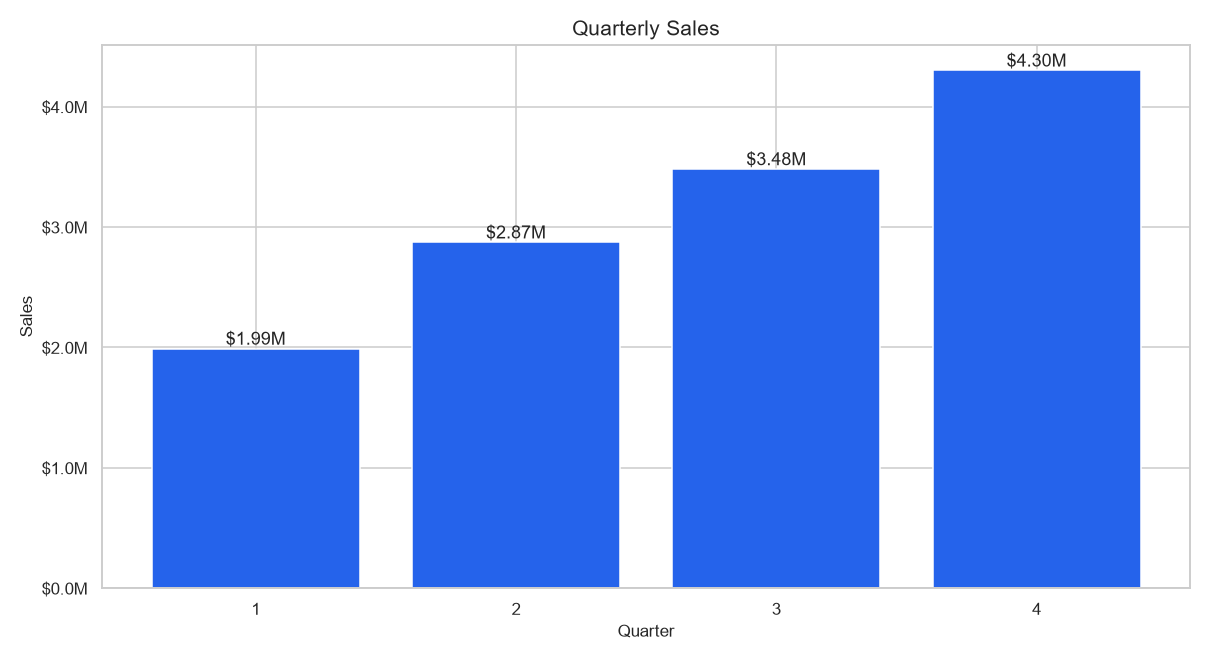 Quarterly Sales
$4.30M
$4.0M
$3.48M
$3.0M
$2.87M
$1.99M
$2.0M
$1.0M
$0.0M
Sales
1 2 3 4
Quarter